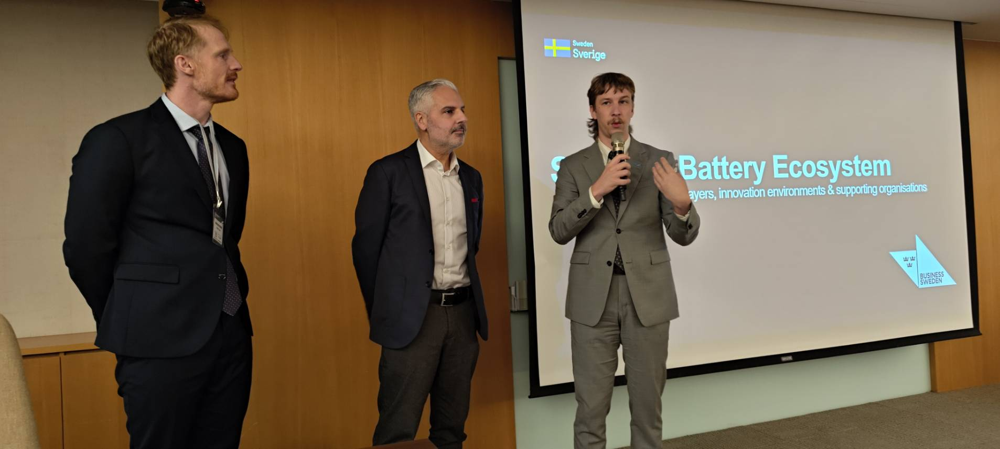 Sweden
Sverige
Battery Ecosystem
ayers, innovation environments & supporting organisations
BUSINESS
SWEDEN